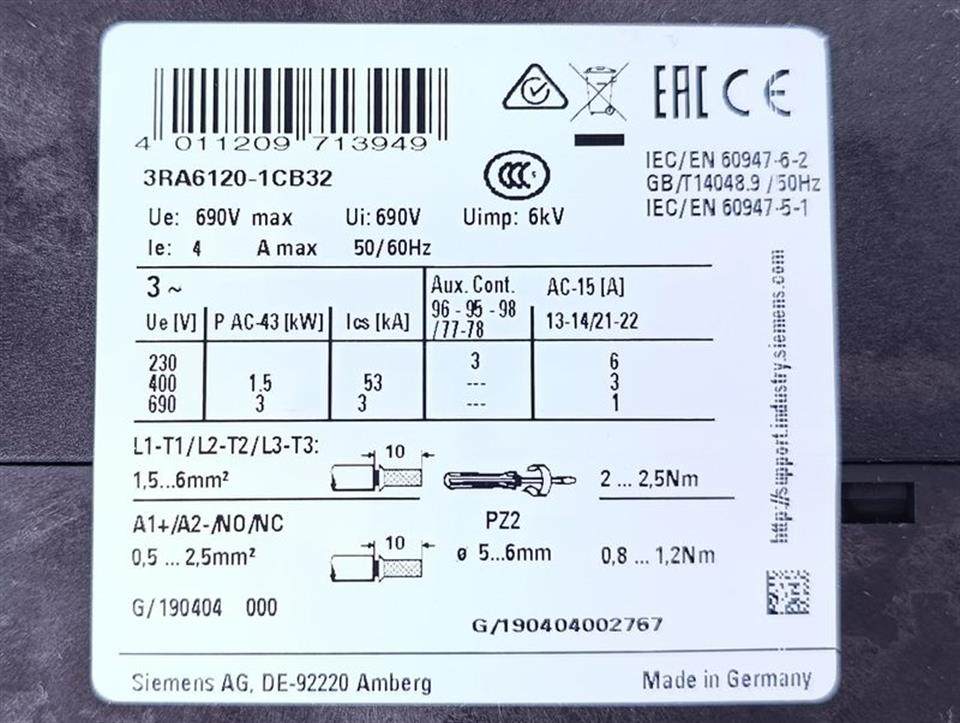 4 011209 713949
3RA6120-1CB32
EAC CE
CCC S
IEC/EN 60947-6-2
GB/T14048.9 /50Hz
IEC/EN 60947-5-1
Ue: 690V max Ui: 690V Uimp: 6kV
Ie: 4 A max 50/60Hz
3 ~ Aux. Cont. AC-15 [A]
Ue [V] P AC-43 [kW] Ics [kA] 96 - 95 - 98 13-14/21-22
/77-78
230 3 6
400 1.5 53 --- 3
690 3 3 --- 1
L1-T1/L2-T2/L3-T3: 10
1,5...6mm² 2 ... 2,5Nm
PZ2
A1+/A2-/NO/NC 10
0,5 ... 2,5mm² ø 5...6mm 0,8 ... 1,2Nm
G/190404 000
G/190404002767
http://support.industry.siemens.com
Siemens AG, DE-92220 Amberg Made in Germany